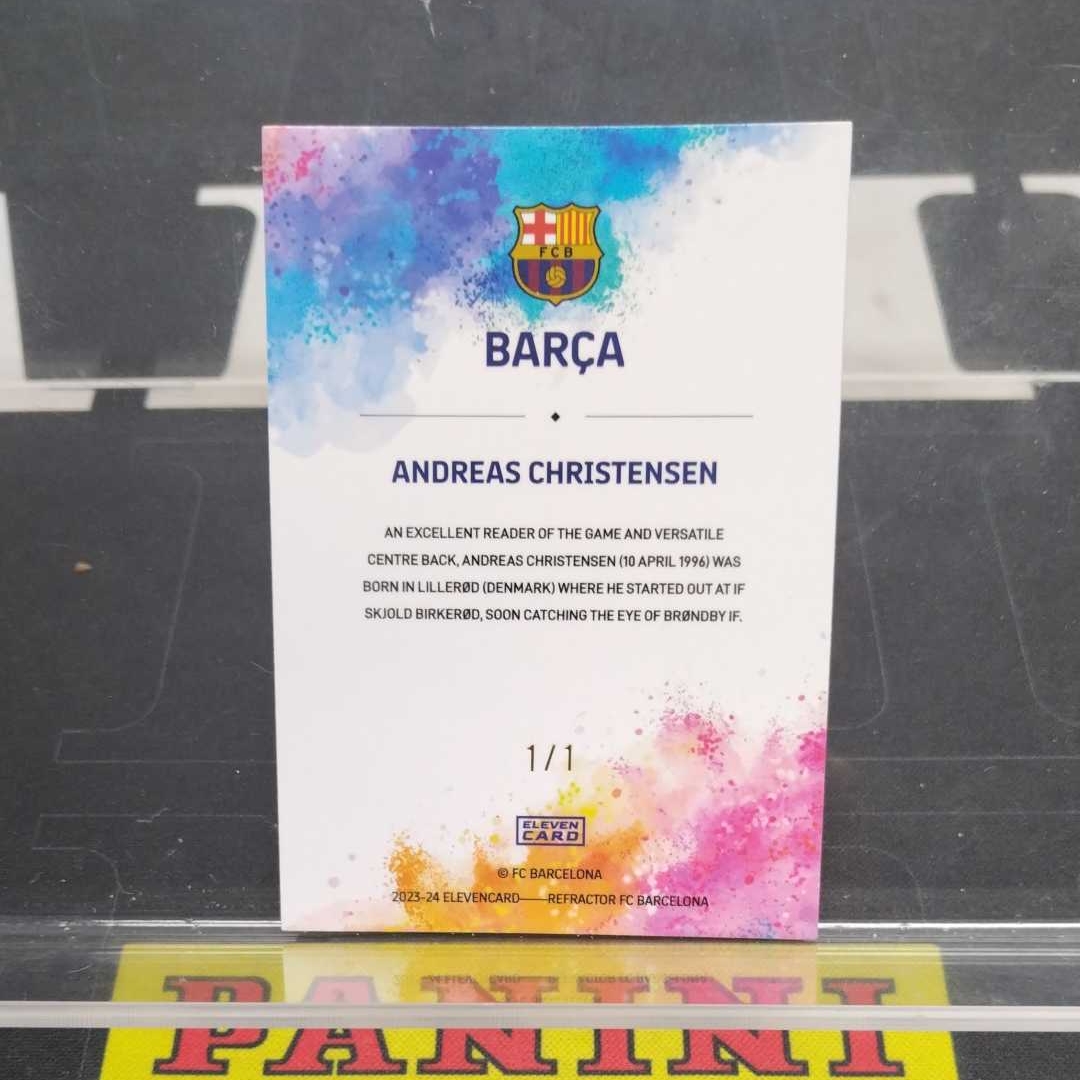 FCB
BARÇA
ANDREAS CHRISTENSEN
AN EXCELLENT READER OF THE GAME AND VERSATILE
CENTRE BACK, ANDREAS CHRISTENSEN (10 APRIL 1996) WAS
BORN IN LILLERØD (DENMARK) WHERE HE STARTED OUT AT IF
SKJOLD BIRKERØD, SOON CATCHING THE EYE OF BRØNDBY IF.
1/1
ELEVEN
CARD
© FC BARCELONA
2023-24 ELEVENCARD——REFRACTOR FC BARCELONA
PANINI